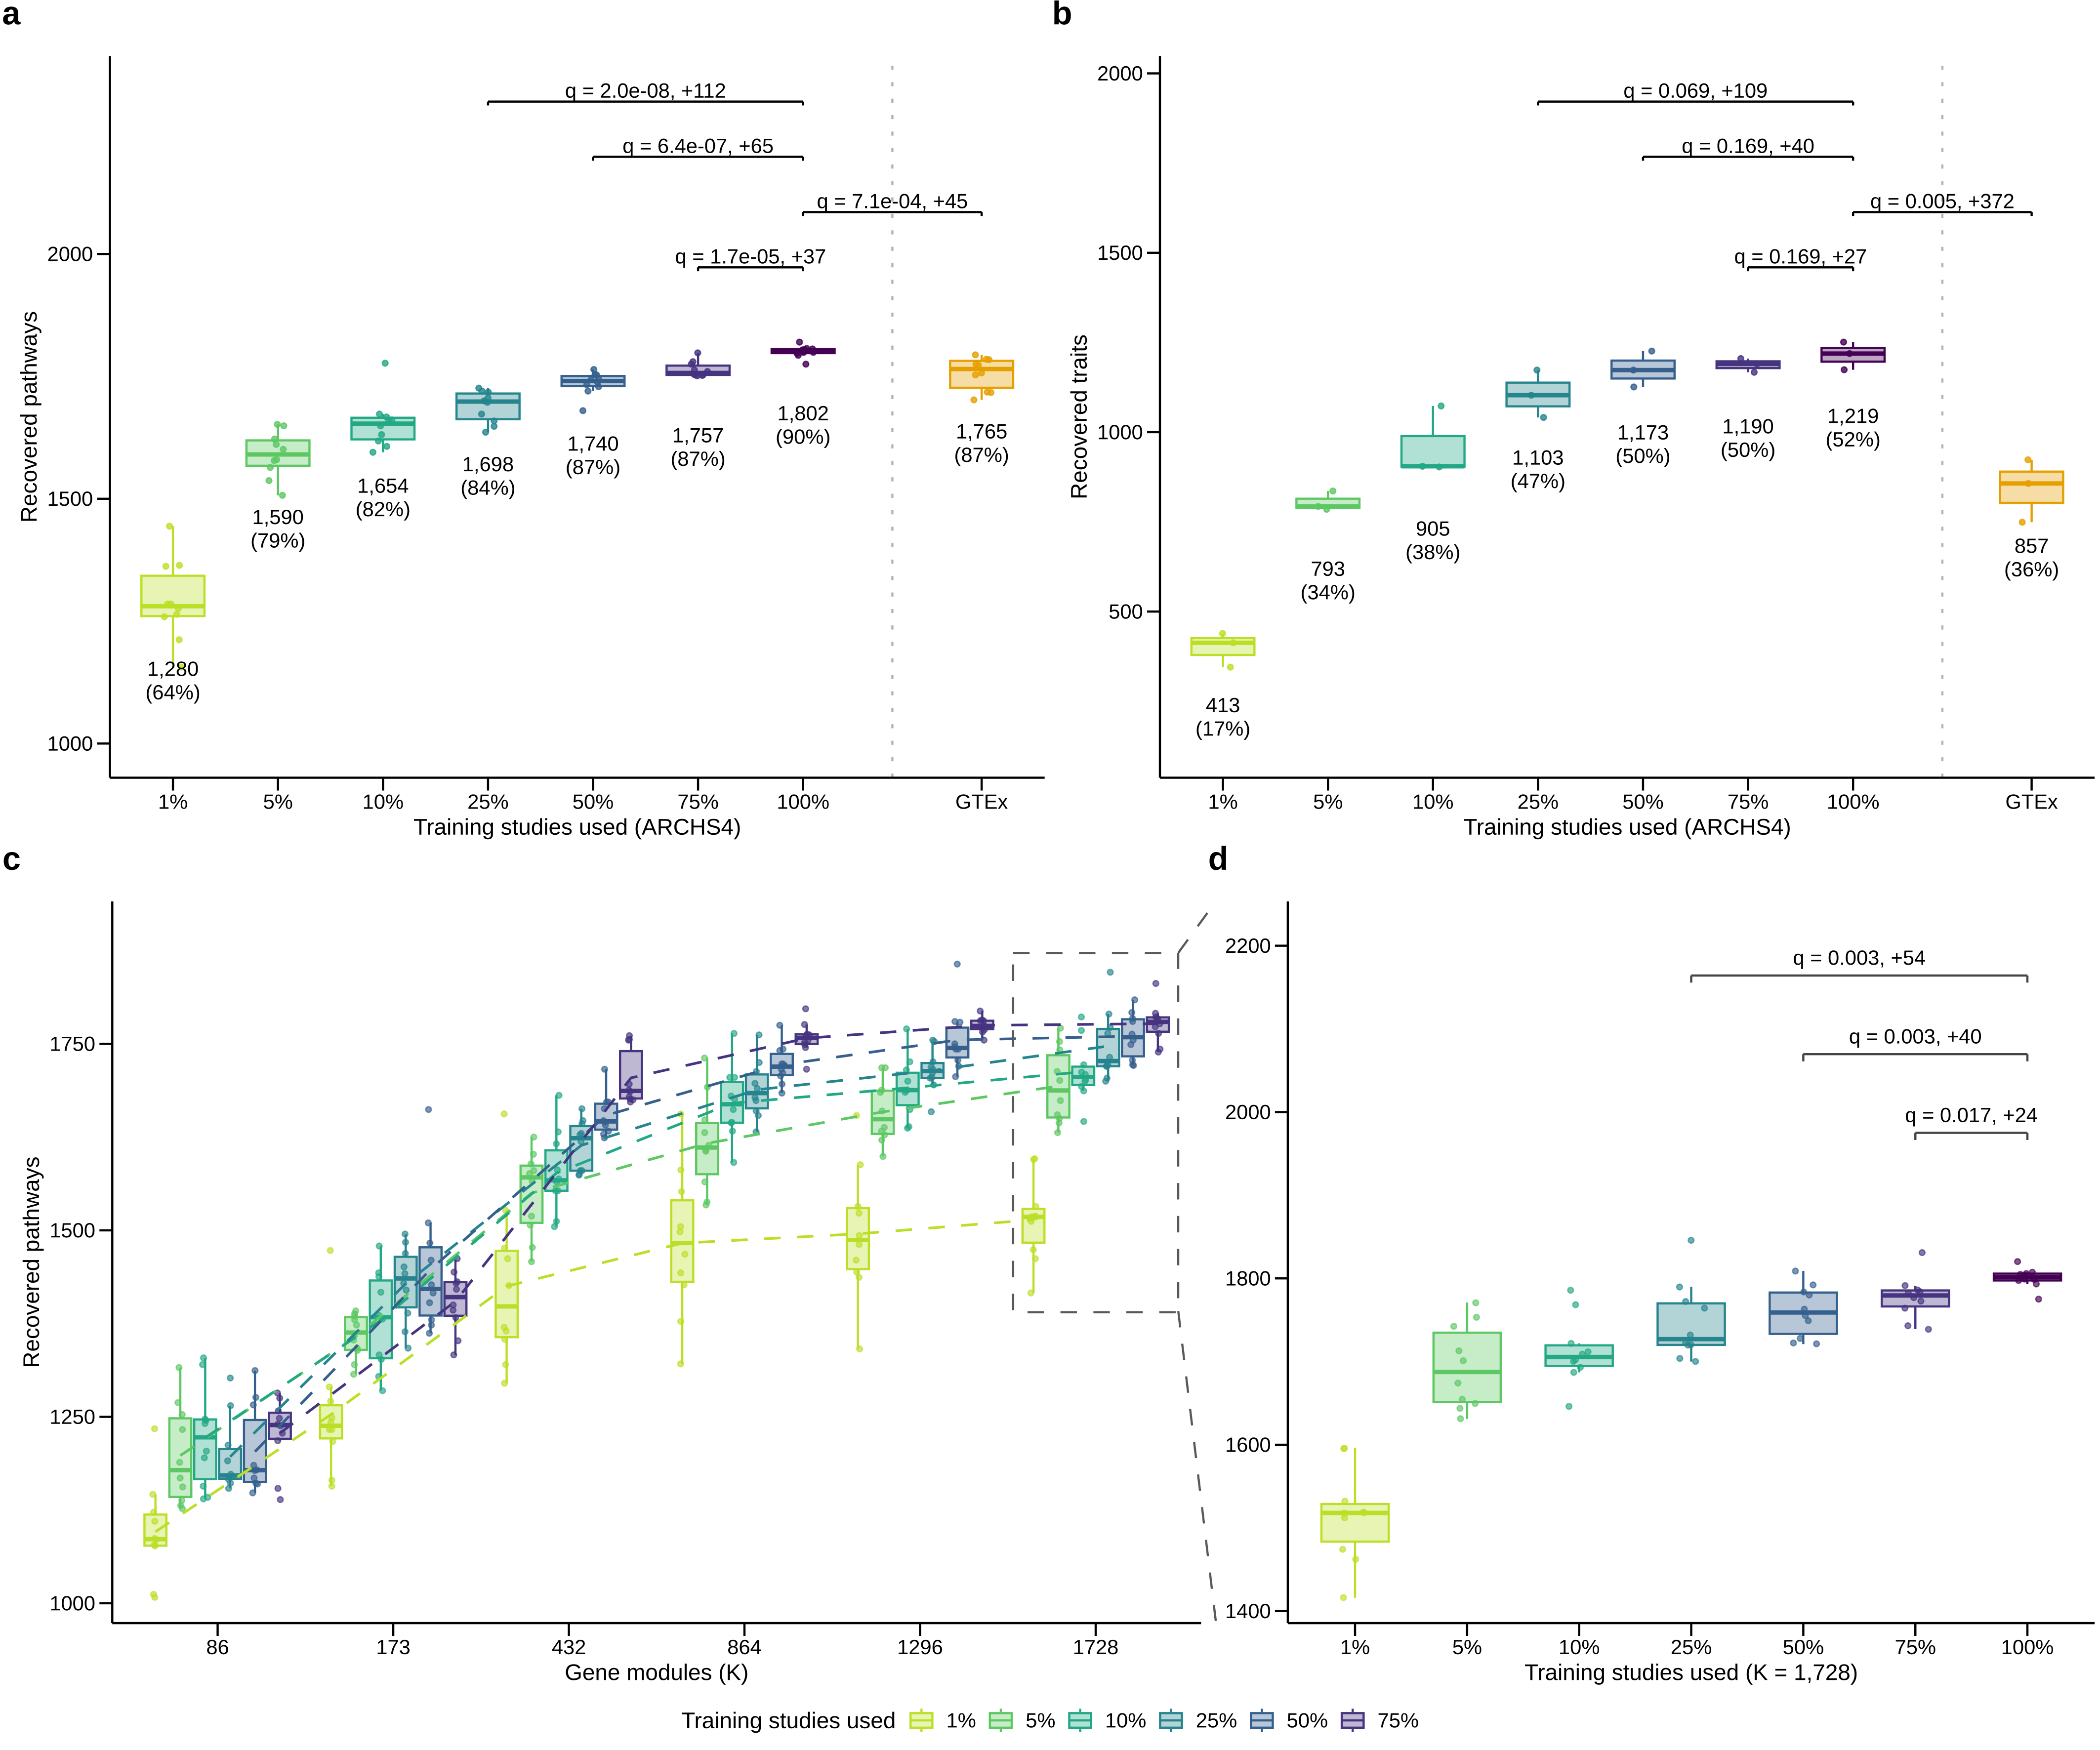 a
q = 2.0e-08, +112
q = 6.4e-07, +65
q = 7.1e-04, +45
q = 1.7e-05, +37
Recovered pathways
2000
1500
1000
1,280
(64%)
1,590
(79%)
1,654
(82%)
1,698
(84%)
1,740
(87%)
1,757
(87%)
1,802
(90%)
1,765
(87%)
1% 5% 10% 25% 50% 75% 100% GTEx
Training studies used (ARCHS4)
b
q = 0.069, +109
q = 0.169, +40
q = 0.005, +372
q = 0.169, +27
Recovered traits
2000
1500
1000
500
413
(17%)
793
(34%)
905
(38%)
1,103
(47%)
1,173
(50%)
1,190
(50%)
1,219
(52%)
857
(36%)
1% 5% 10% 25% 50% 75% 100% GTEx
Training studies used (ARCHS4)
c
Recovered pathways
1750
1500
1250
1000
86 173 432 864 1296 1728
Gene modules (K)
d
q = 0.003, +54
q = 0.003, +40
q = 0.017, +24
2200
2000
1800
1600
1400
1% 5% 10% 25% 50% 75% 100%
Training studies used (K = 1,728)
Training studies used 1% 5% 10% 25% 50% 75%